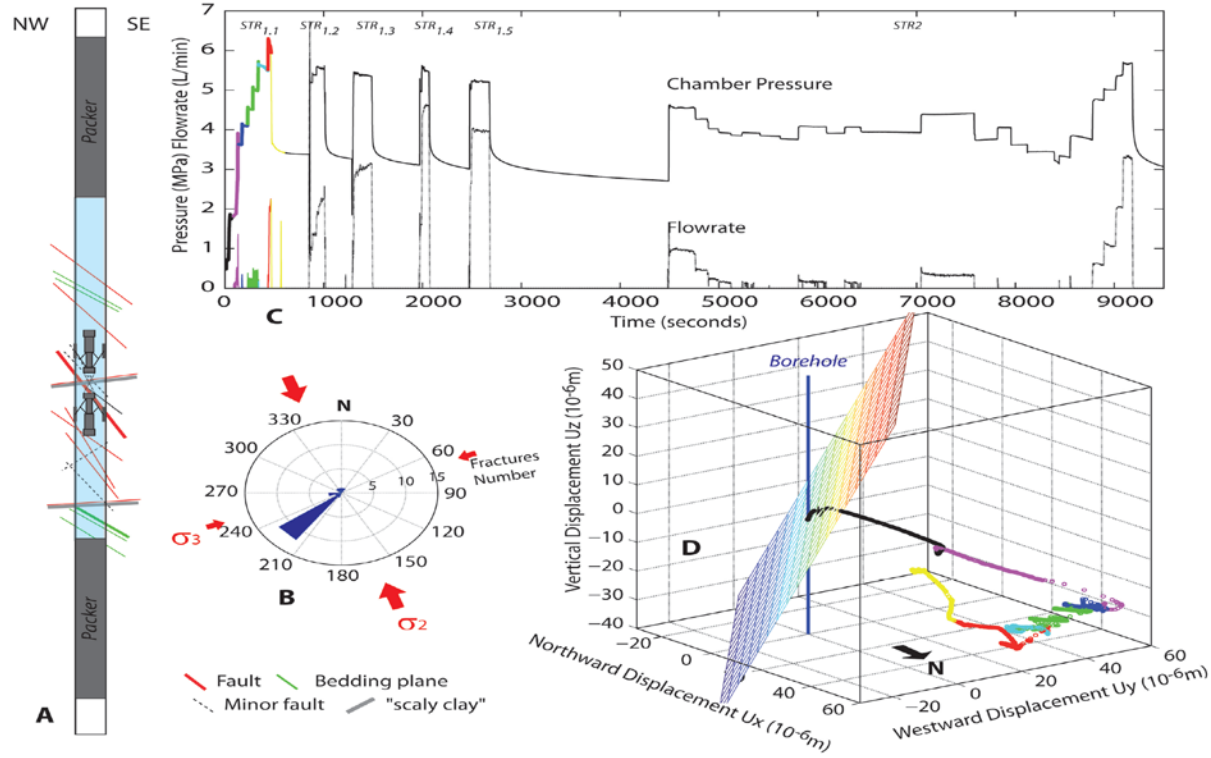 NW
SE
Packer
Packer
A
Fault
Bedding plane
Minor fault
"scaly clay"
Pressure (MPa) Flowrate (L/min)
7
6
5
4
3
2
1
0
STR1.1
STR1.2
STR1.3
STR1.4
STR1.5
STR2
Chamber Pressure
Flowrate
0
1000
2000
3000
4000
5000
6000
7000
8000
9000
C
Time (seconds)
N
30
60
90
120
150
180
210
240
270
300
330
5
10
15
Fractures
Number
σ3
σ2
B
Borehole
Vertical Displacement Uz (10-6m)
50
40
30
20
10
0
−10
−20
−30
−40
D
N
−20
0
20
40
60
Northward Displacement Ux (10-6m)
−20
0
20
40
60
Westward Displacement Uy (10-6m)